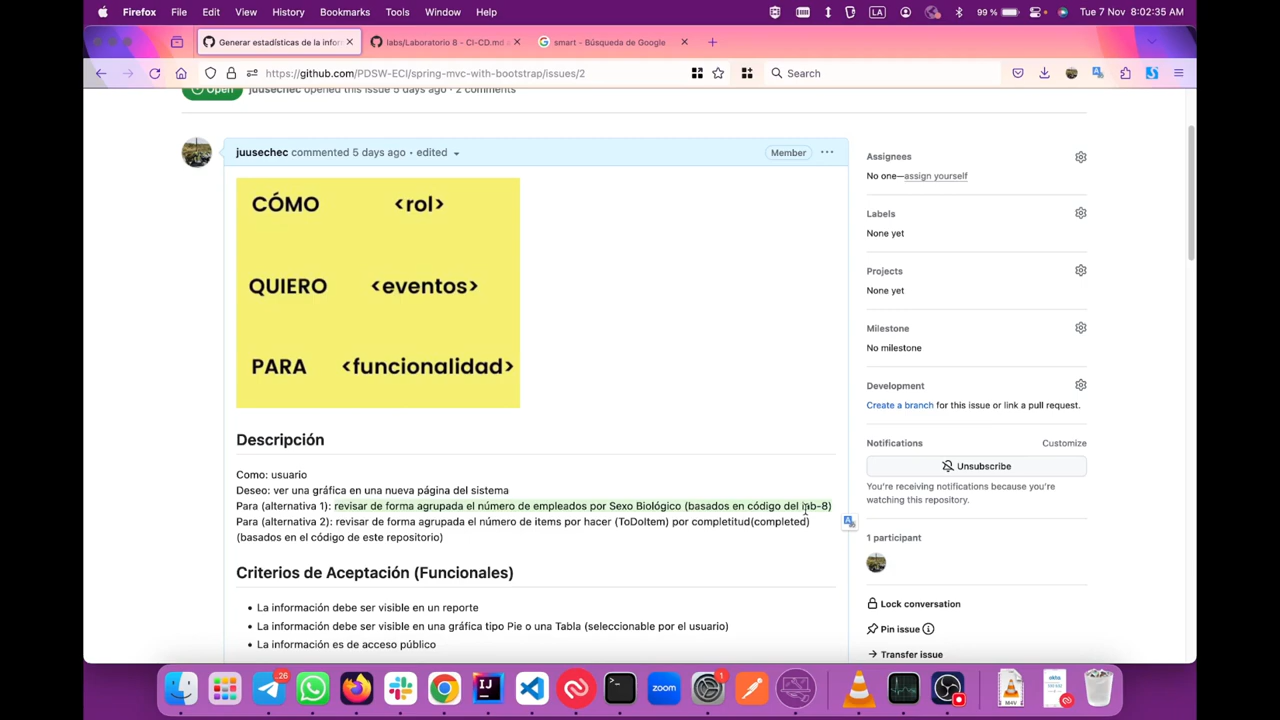 Firefox File Edit View History Bookmarks Tools Window Help
LA
99 %
Tue 7 Nov 8:02:35 AM
Generar estadísticas de la infor
labs/Laboratorio 8 - CI-CD.md
smart - Búsqueda de Google
https://github.com/PDSW-ECI/spring-mvc-with-bootstrap/issues/2
Search
Open
juusechec opened this issue 5 days ago · 2 comments
juusechec commented 5 days ago · edited
Member
CÓMO <rol>
QUIERO <eventos>
PARA <funcionalidad>
Descripción
Como: usuario
Deseo: ver una gráfica en una nueva página del sistema
Para (alternativa 1): revisar de forma agrupada el número de empleados por Sexo Biológico (basados en código del lab-8)
Para (alternativa 2): revisar de forma agrupada el número de items por hacer (ToDoItem) por completitud(completed)
(basados en el código de este repositorio)
Criterios de Aceptación (Funcionales)
• La información debe ser visible en un reporte
• La información debe ser visible en una gráfica tipo Pie o una Tabla (seleccionable por el usuario)
• La información es de acceso público
Assignees
No one—assign yourself
Labels
None yet
Projects
None yet
Milestone
No milestone
Development
Create a branch for this issue or link a pull request.
Notifications
Customize
Unsubscribe
You're receiving notifications because you're
watching this repository.
1 participant
Lock conversation
Pin issue
Transfer issue
26
zoom
1
M4V